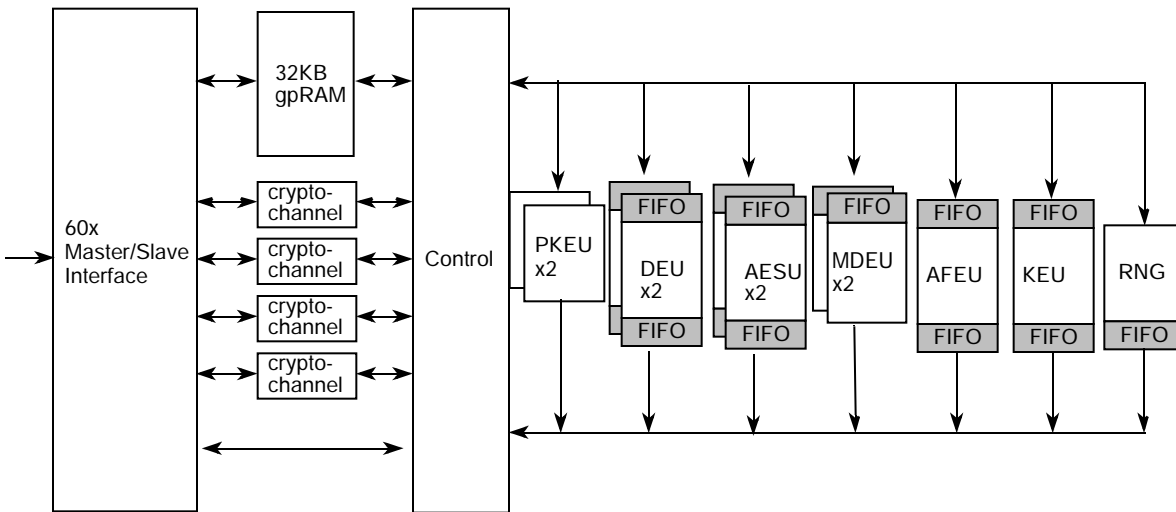 32KB
gpRAM
crypto-
channel
crypto-
channel
crypto-
channel
crypto-
channel
60x
Master/Slave
Interface
Control
PKEU
x2
FIFO
DEU
x2
FIFO
FIFO
AESU
x2
FIFO
FIFO
MDEU
x2
FIFO
AFEU
FIFO
FIFO
KEU
FIFO
RNG
FIFO